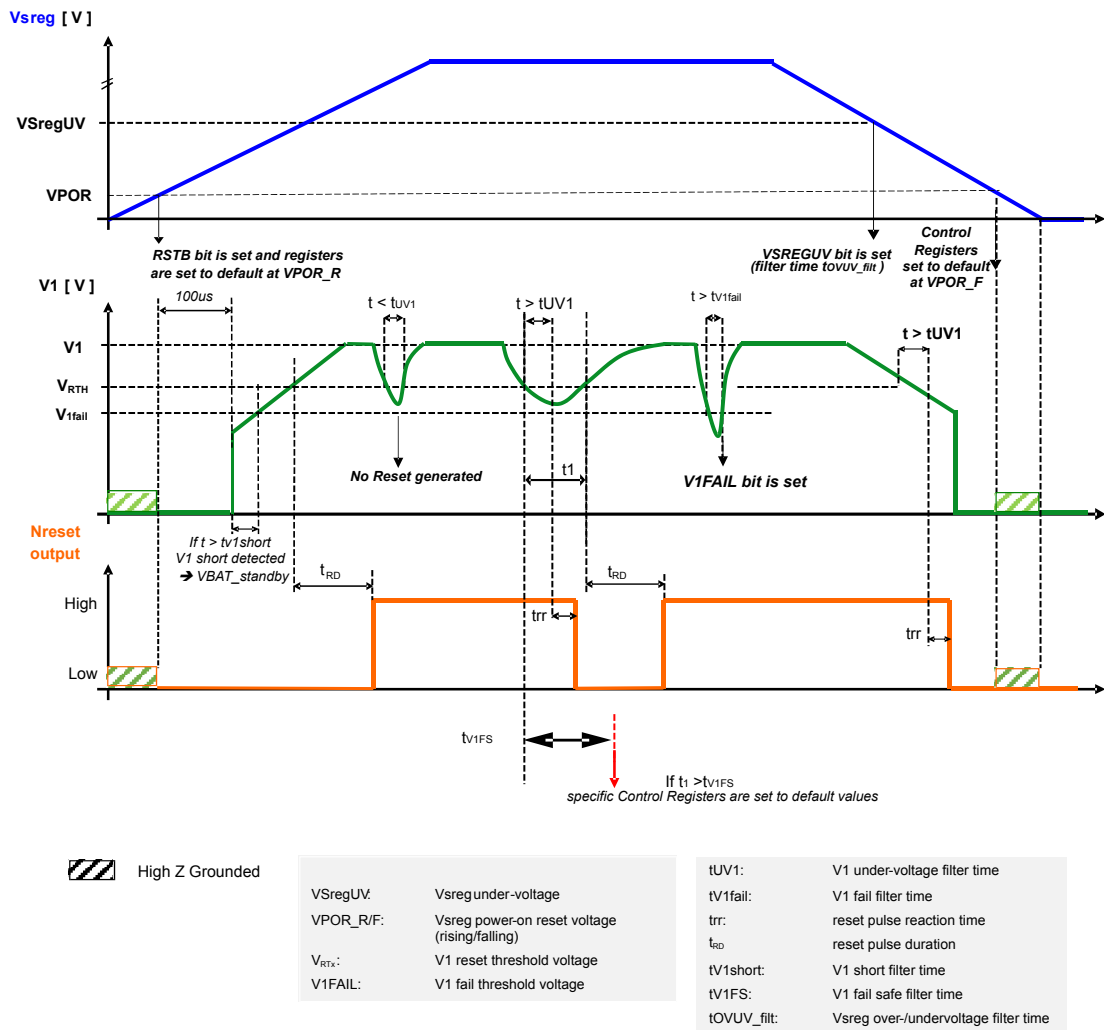 Vsreg [ V ]
VSregUV
VPOR
RSTB bit is set and registers
are set to default at VPOR_R
VSREGUV bit is set
(filter time toVUV_filt )
Control
Registers
set to default
at VPOR_F
V1 [ V ]
100us
t < tUV1
t > tUV1
t > tV1fail
t > tUV1
V1
VRTH
V1fail
No Reset generated
t1
V1FAIL bit is set
Nreset
output
If t > tv1short
V1 short detected
➔ VBAT_standby
tRD
tRD
High
trr
trr
Low
tV1FS
If t1 >tV1FS
specific Control Registers are set to default values
High Z Grounded
VSregUV: Vsreg under-voltage
VPOR_R/F: Vsreg power-on reset voltage
(rising/falling)
VRTx: V1 reset threshold voltage
V1FAIL: V1 fail threshold voltage
tUV1: V1 under-voltage filter time
tV1fail: V1 fail filter time
trr: reset pulse reaction time
tRD reset pulse duration
tV1short: V1 short filter time
tV1FS: V1 fail safe filter time
tOVUV_filt: Vsreg over-/undervoltage filter time